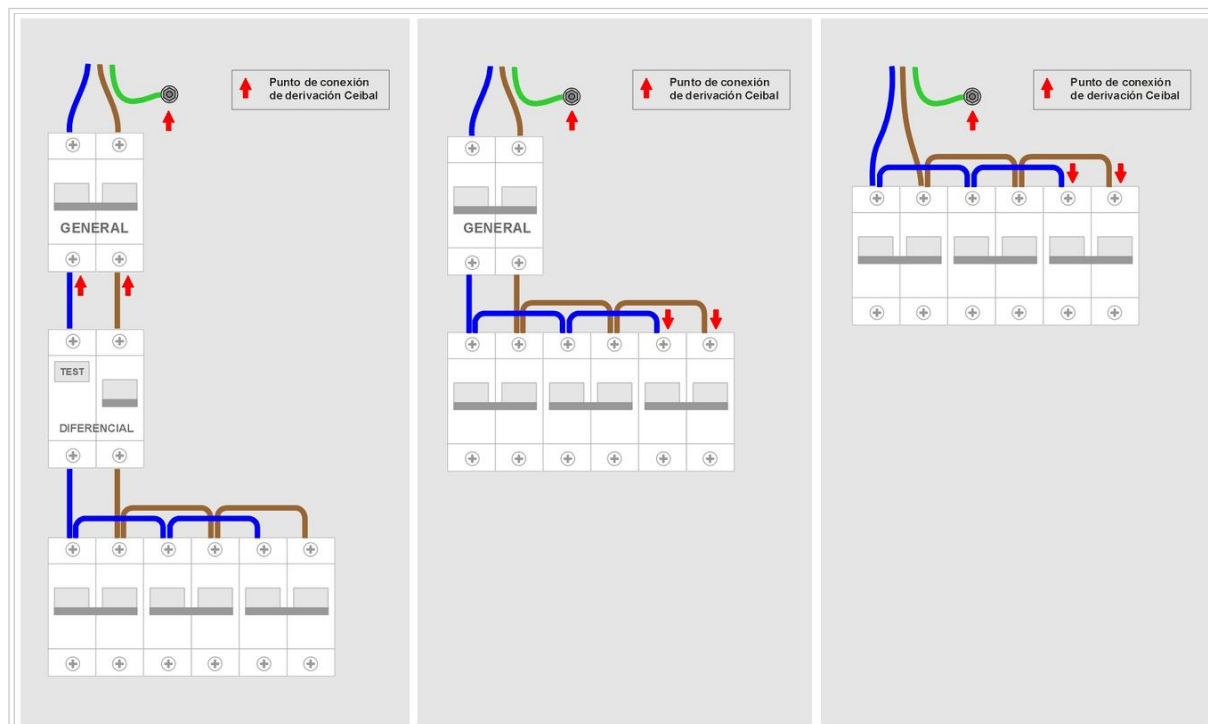 Punto de conexión
de derivación Ceibal
GENERAL
TEST
DIFERENCIAL
Punto de conexión
de derivación Ceibal
GENERAL
Punto de conexión
de derivación Ceibal